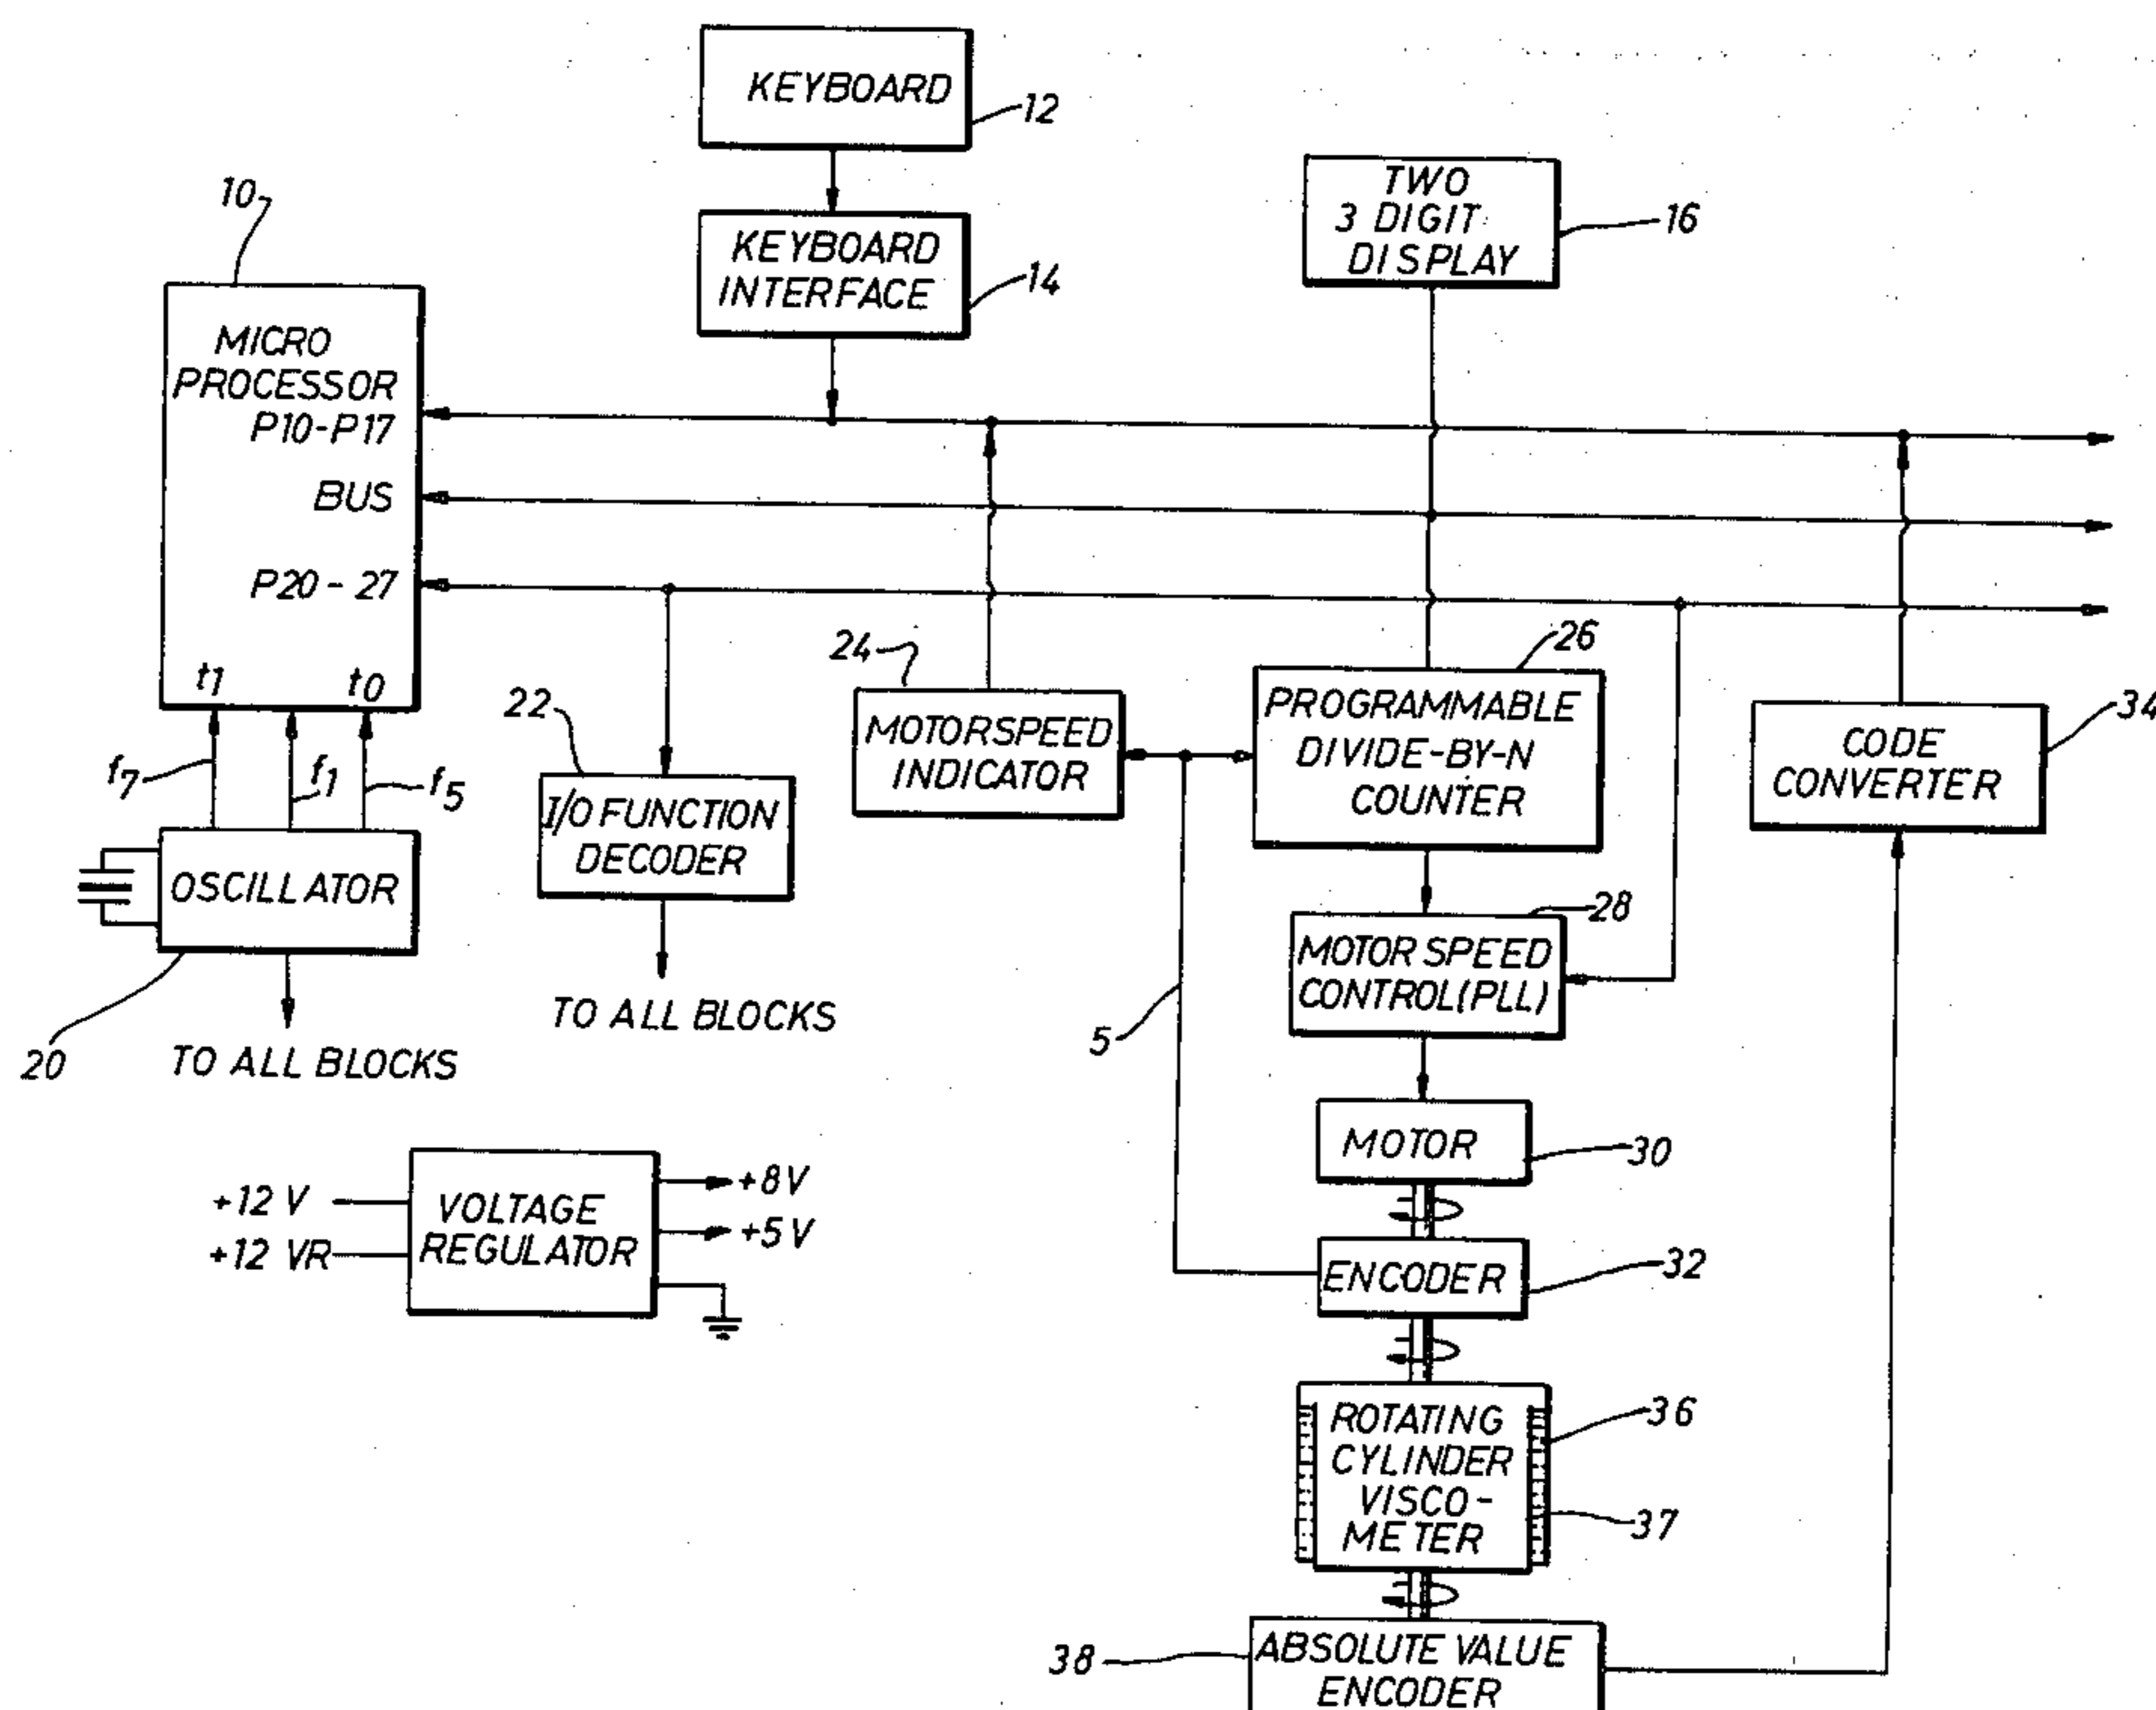 KEYBOARD
12
KEYBOARD
INTERFACE
14
TWO
3 DIGIT
DISPLAY
16
10
MICRO
PROCESSOR
P10-P17
BUS
P20-27
t1
t0
f7
f1
f5
OSCILLATOR
20
TO ALL BLOCKS
22
I/O FUNCTION
DECODER
TO ALL BLOCKS
24
MOTORSPEED
INDICATOR
26
PROGRAMMABLE
DIVIDE-BY-N
COUNTER
34
CODE
CONVERTER
28
MOTOR SPEED
CONTROL(PLL)
5
MOTOR
30
+12 V
+12 VR
VOLTAGE
REGULATOR
+8V
+5V
ENCODER
32
ROTATING
CYLINDER
VISCO-
METER
36
37
38
ABSOLUTE VALUE
ENCODER